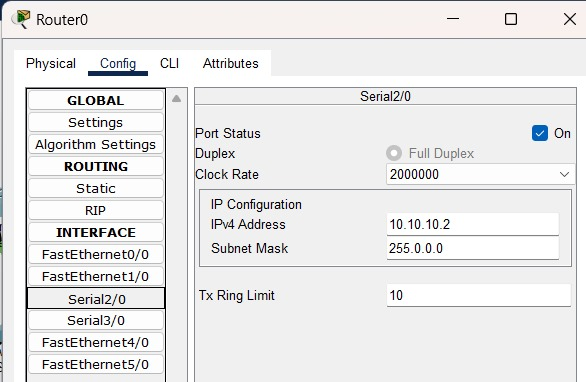 Router0
Physical Config CLI Attributes
GLOBAL
Settings
Algorithm Settings
ROUTING
Static
RIP
INTERFACE
FastEthernet0/0
FastEthernet1/0
Serial2/0
Serial3/0
FastEthernet4/0
FastEthernet5/0
Serial2/0
Port Status On
Duplex Full Duplex
Clock Rate 2000000
IP Configuration
IPv4 Address 10.10.10.2
Subnet Mask 255.0.0.0
Tx Ring Limit 10